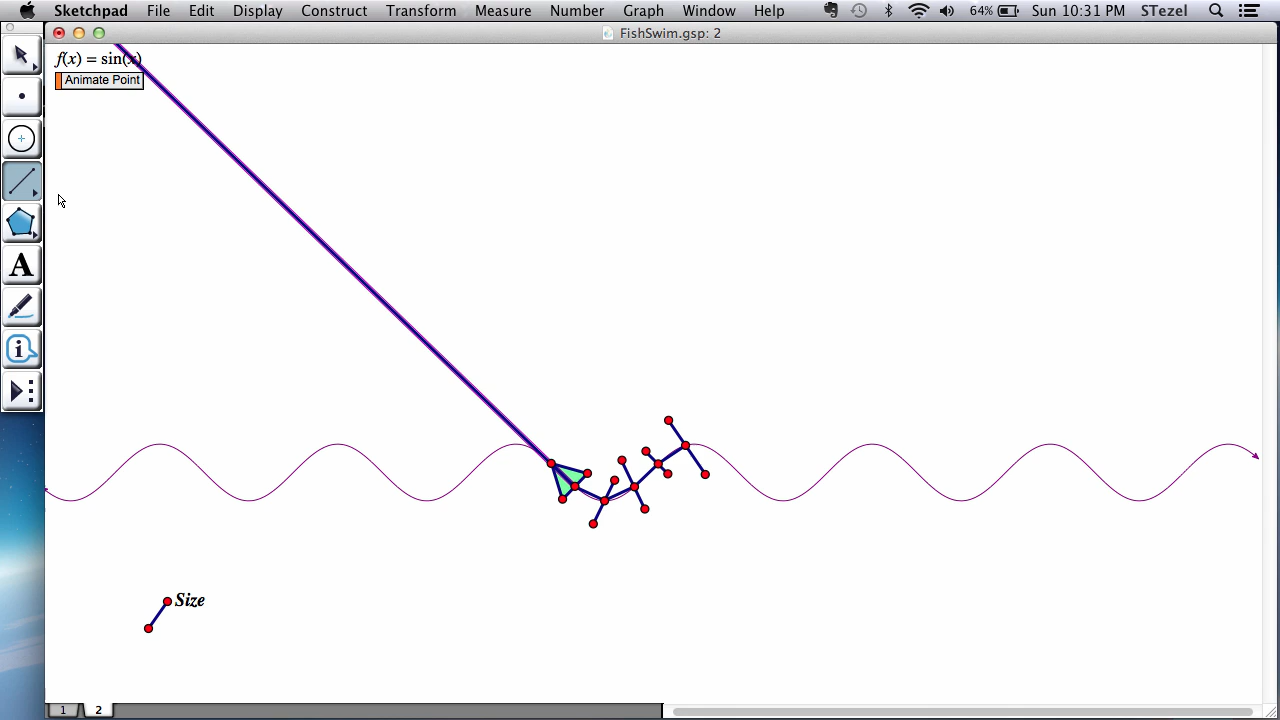 Sketchpad File Edit Display Construct Transform Measure Number Graph Window Help 64% Sun 10:31 PM STezel
FishSwim.gsp: 2
f(x) = sin(x)
Animate Point
A
i
Size
1 2